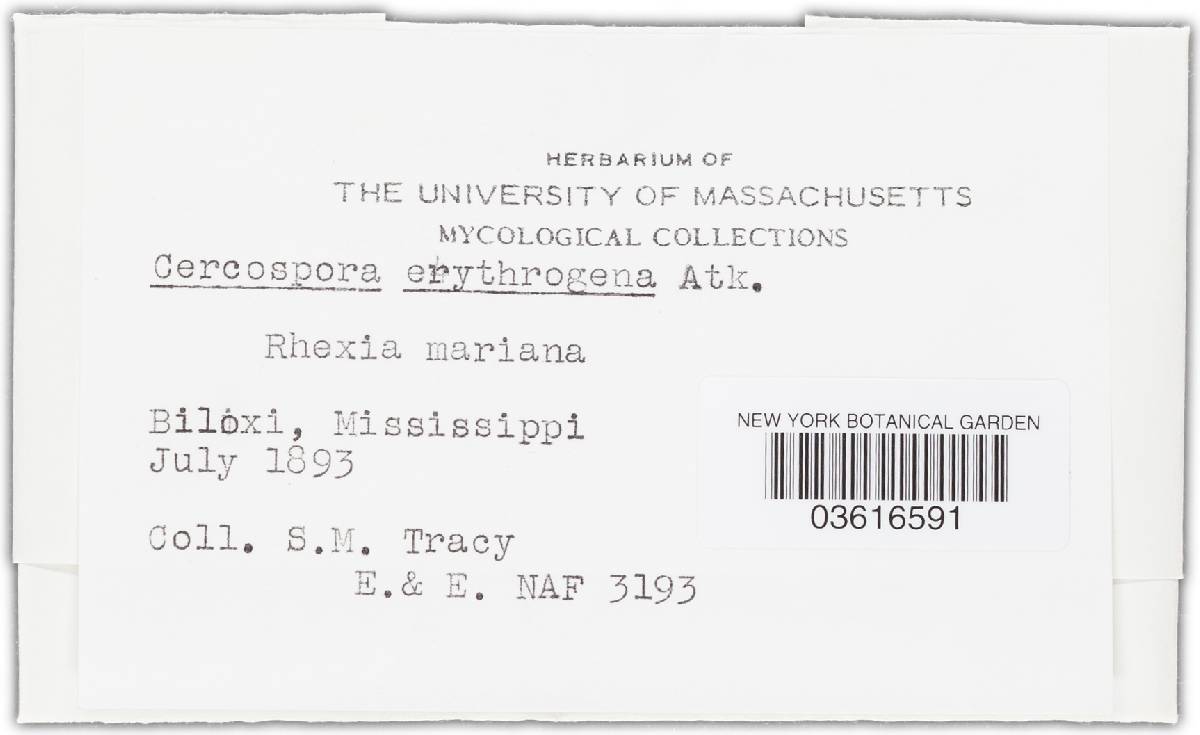 HERBARIUM OF
THE UNIVERSITY OF MASSACHUSETTS
MYCOLOGICAL COLLECTIONS
Cercospora erythrogena Atk.
Rhexia mariana
Biloxi, Mississippi
July 1893
Coll. S.M. Tracy
E.& E. NAF 3193
NEW YORK BOTANICAL GARDEN
03616591